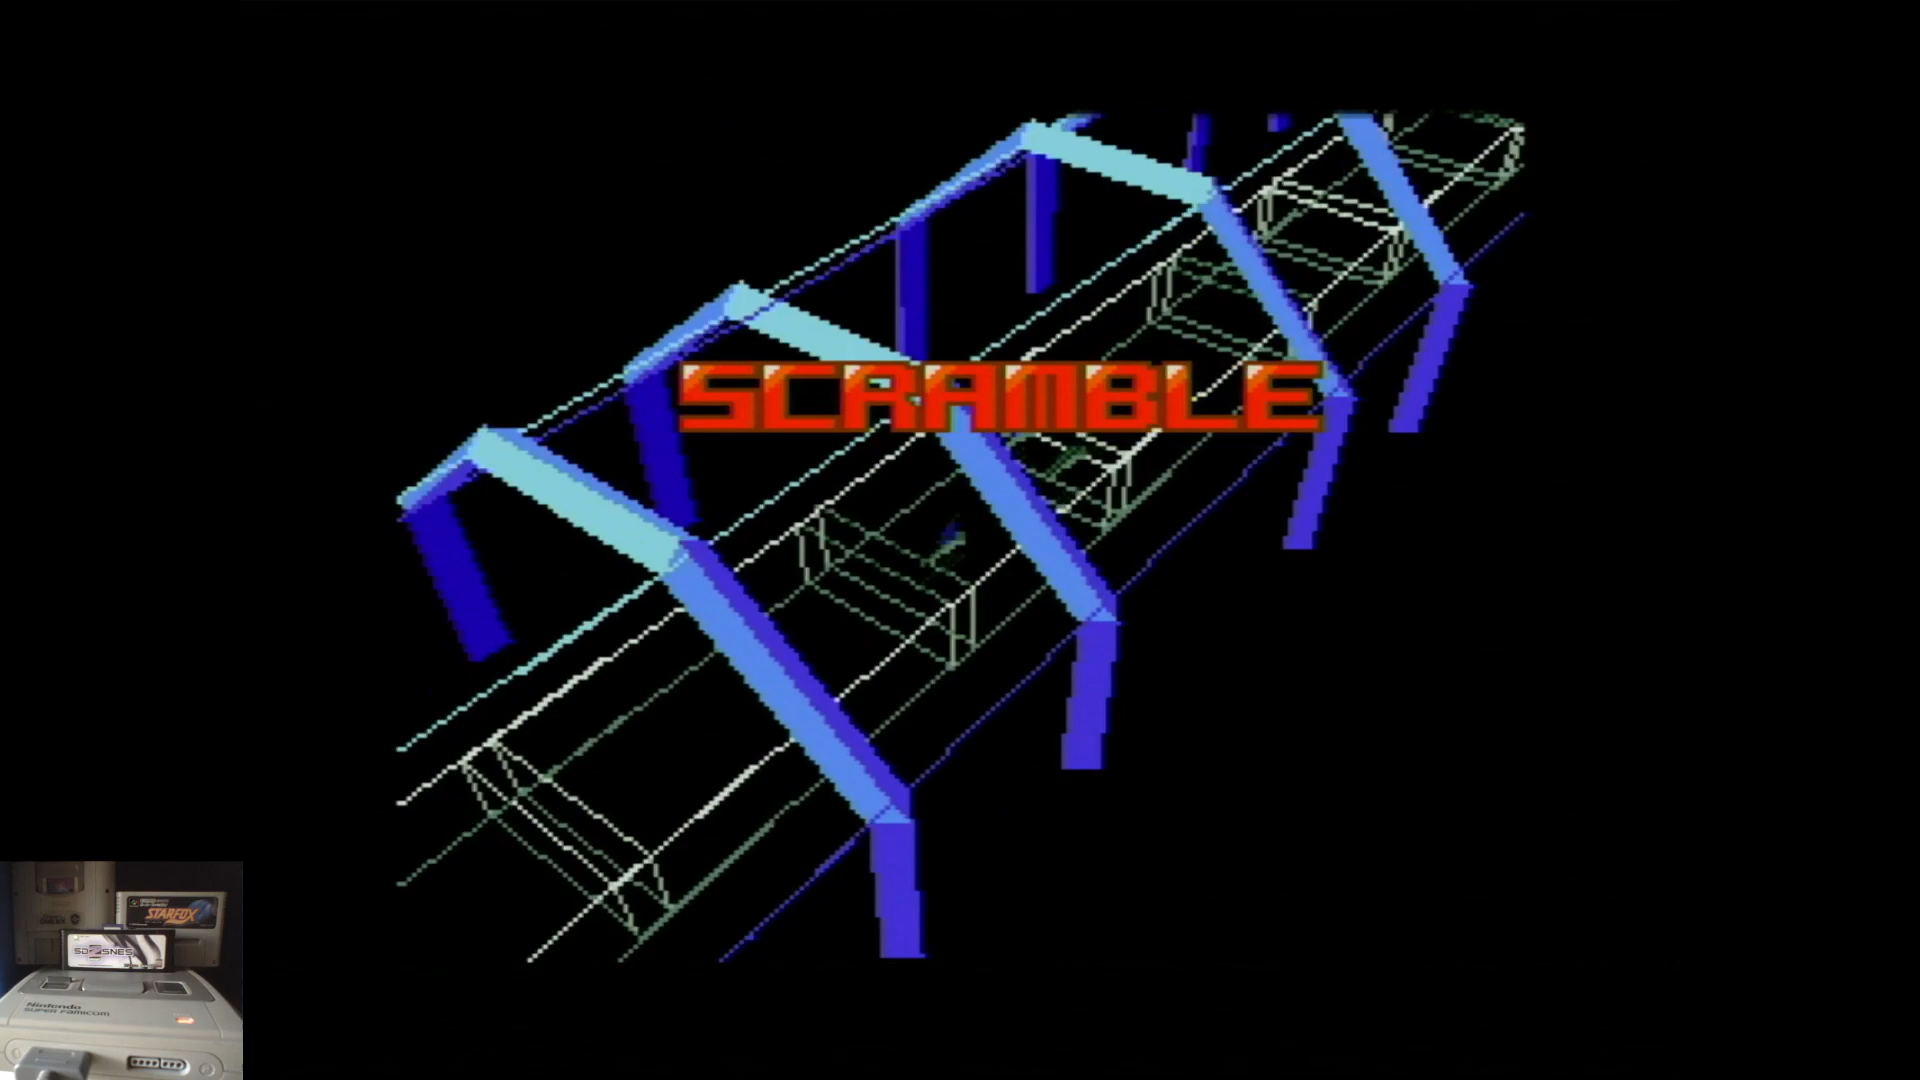 SCRAMBLE
STARFOX
SD2SNES
Nintendo
SUPER FAMICOM